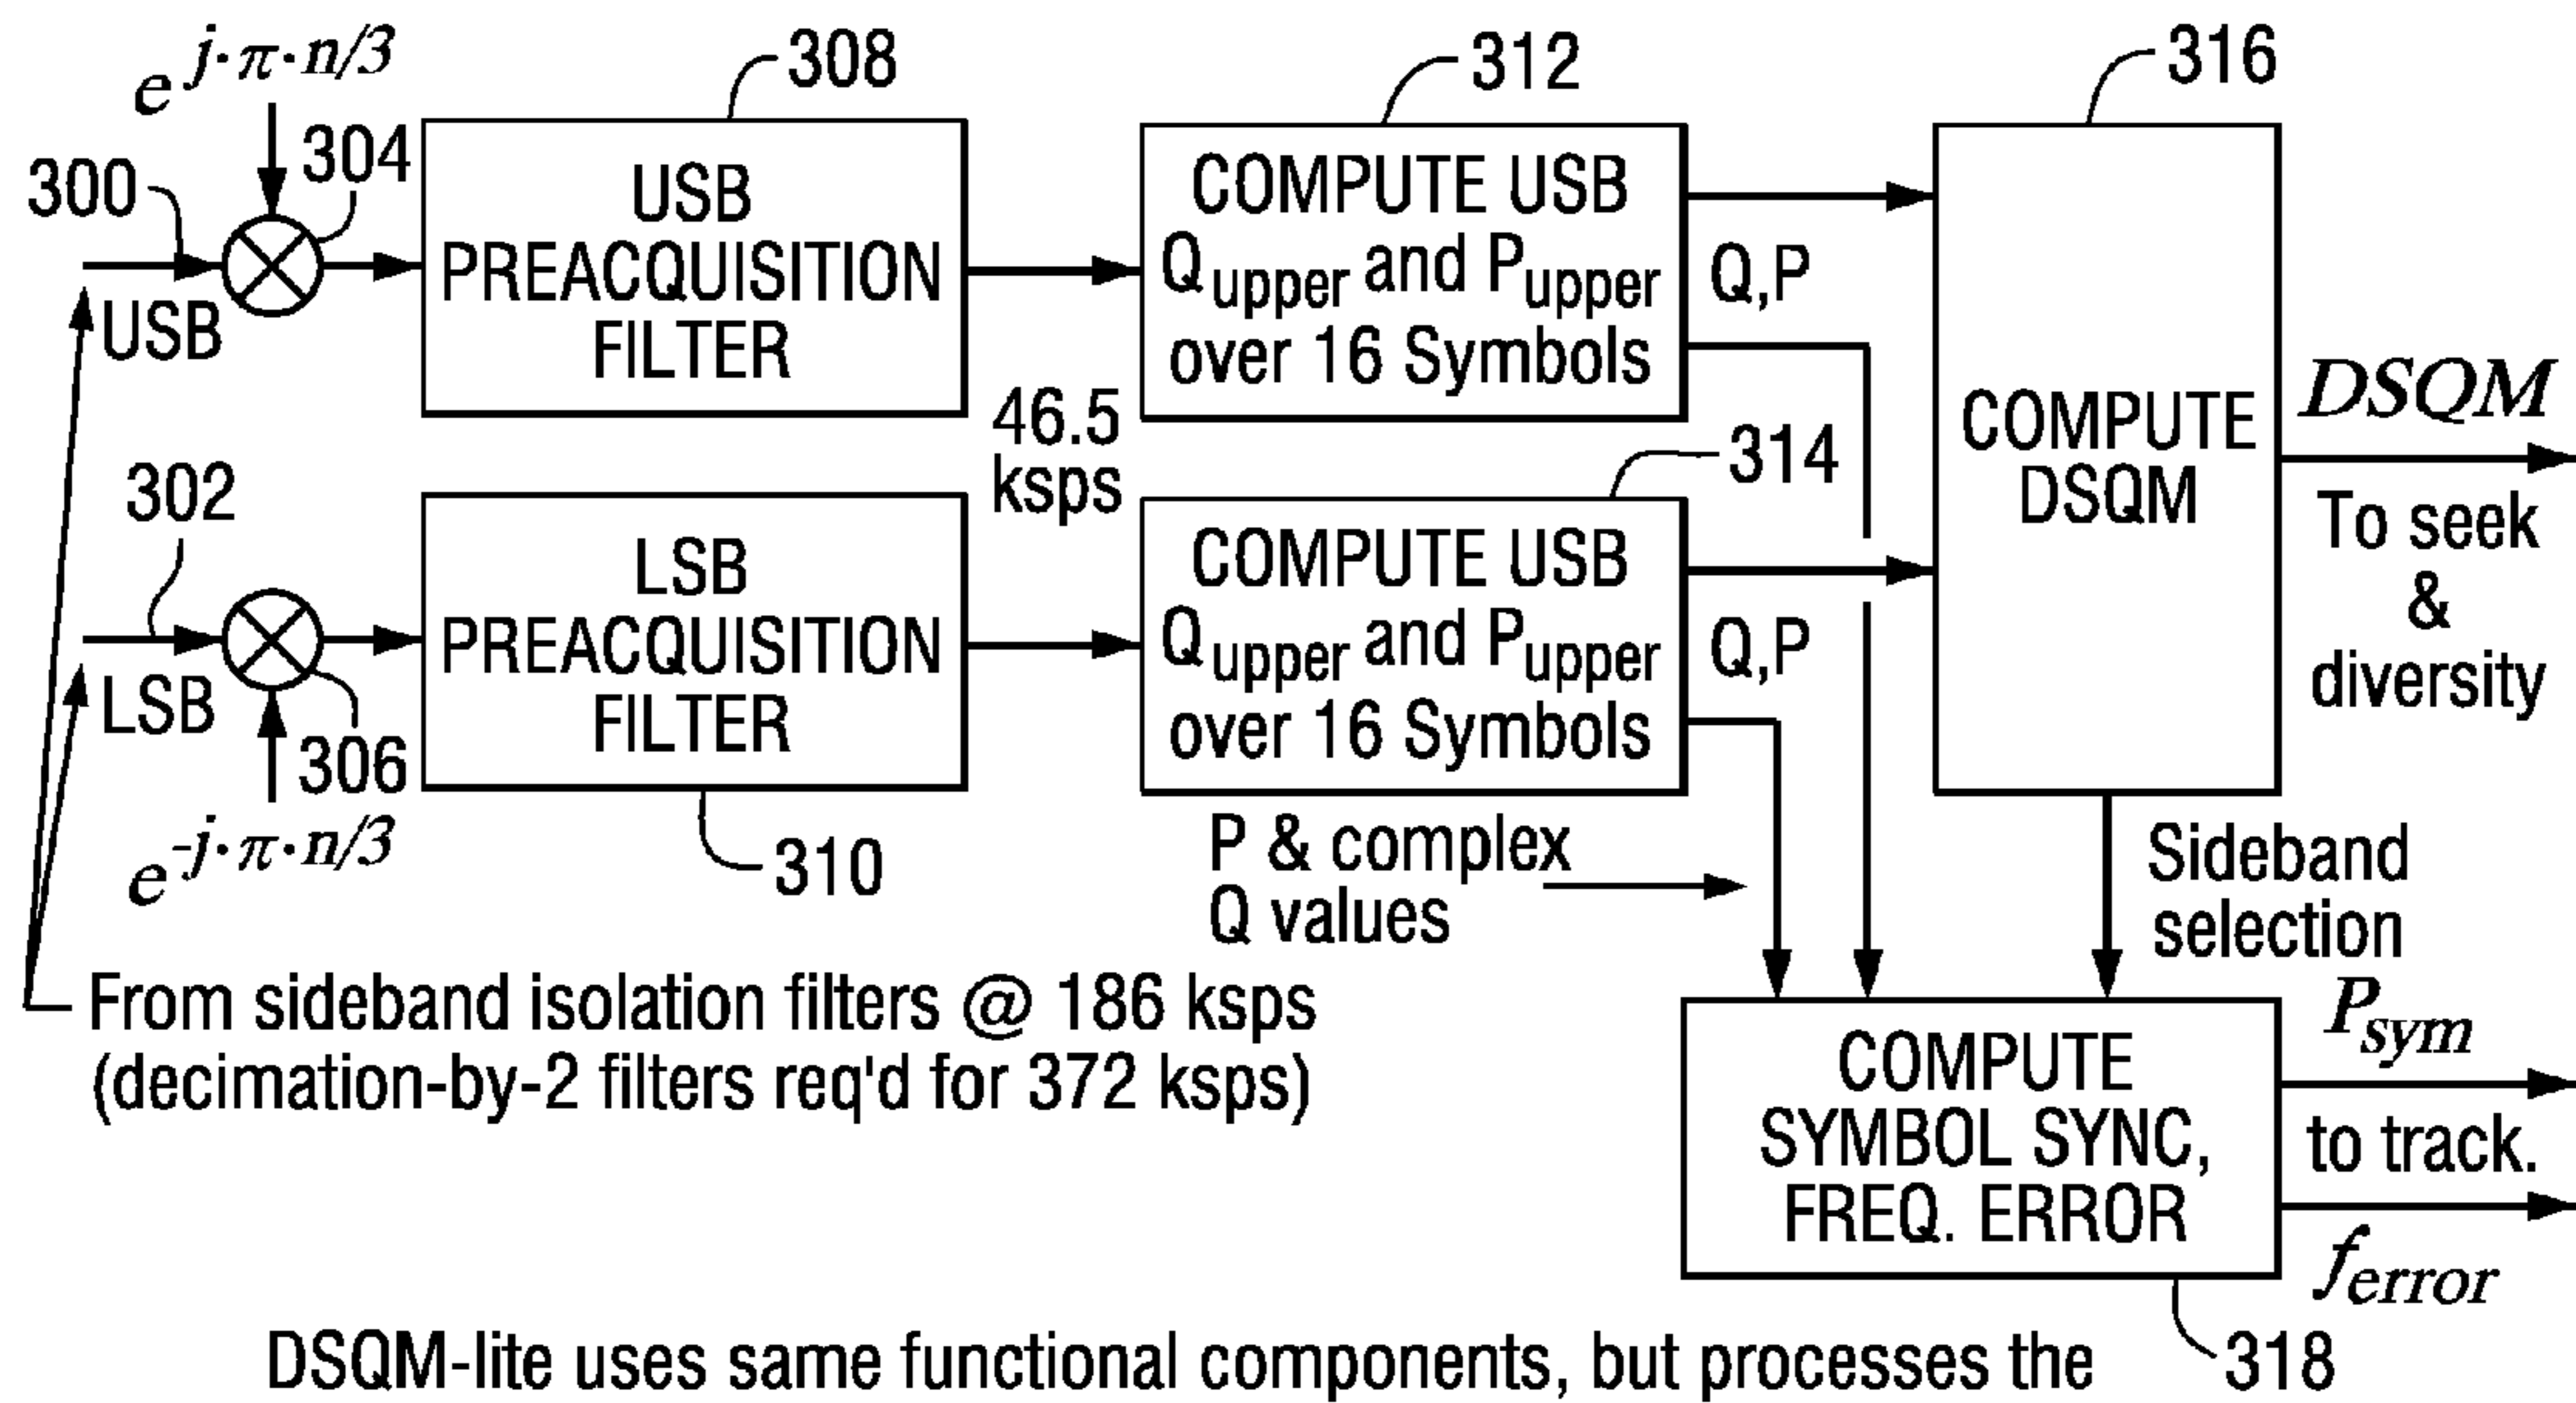 e^j·π·n/3
308
312
316
300
304
USB
PREACQUISITION
FILTER
COMPUTE USB
Q_upper and P_upper
over 16 Symbols
Q,P
USB
46.5
ksps
COMPUTE
DSQM
DSQM
To seek
&
diversity
302
314
LSB
PREACQUISITION
FILTER
COMPUTE USB
Q_upper and P_upper
over 16 Symbols
Q,P
LSB
306
e^-j·π·n/3
310
P & complex
Q values
Sideband
selection
From sideband isolation filters @ 186 ksps
(decimation-by-2 filters req'd for 372 ksps)
COMPUTE
SYMBOL SYNC,
FREQ. ERROR
P_sym
to track.
f_error
318
DSQM-lite uses same functional components, but processes the